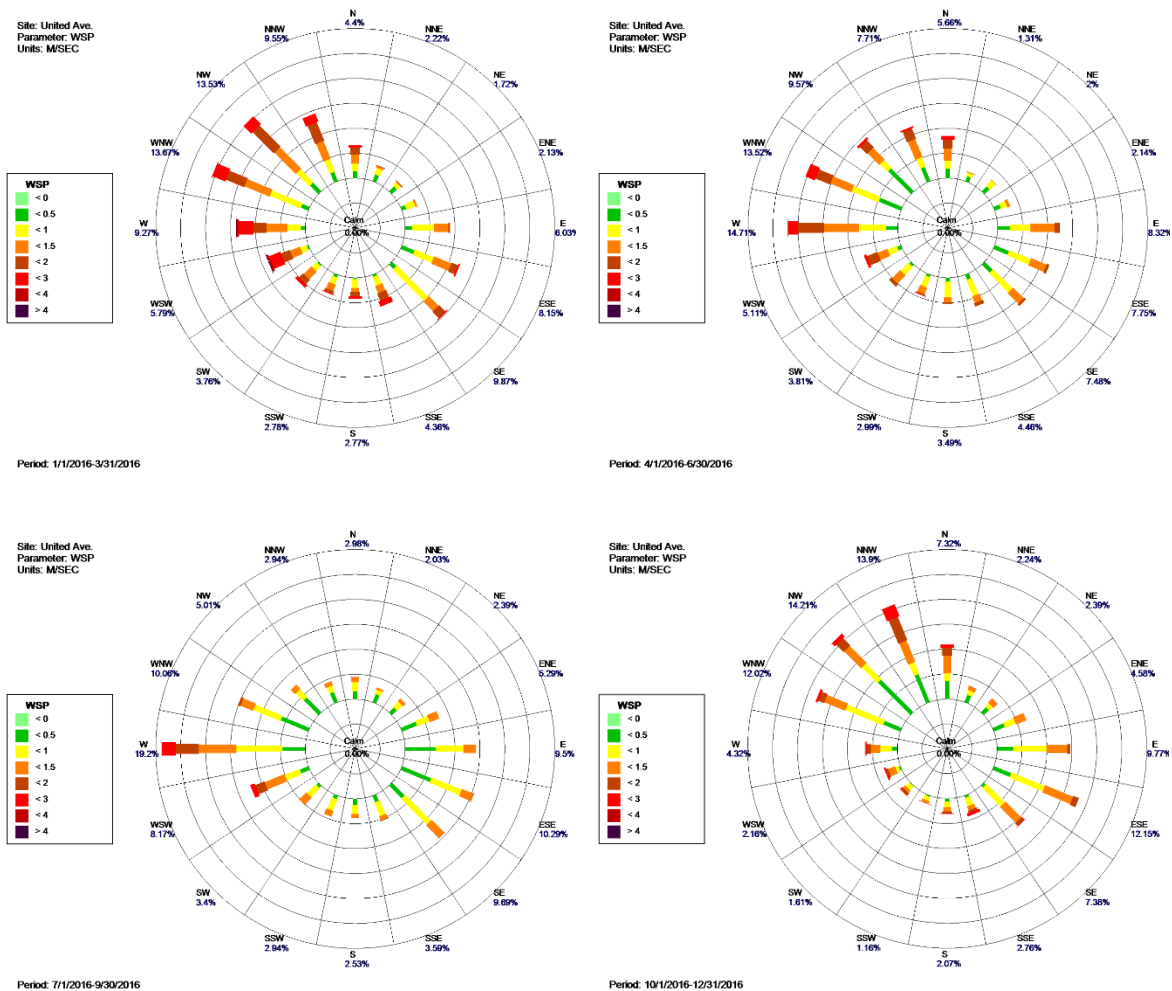 Site: United Ave.
Parameter: WSP
Units: M/SEC
N
4.4%
NNE
2.22%
NE
1.72%
ENE
2.13%
E
6.03%
ESE
8.15%
SE
9.87%
SSE
4.36%
S
2.77%
SSW
2.78%
SW
3.76%
WSW
5.79%
W
9.27%
WNW
13.67%
NW
13.53%
NNW
9.55%
Calm
0.00%
WSP
< 0
< 0.5
< 1
< 1.5
< 2
< 3
< 4
> 4
Period: 1/1/2016-3/31/2016
Site: United Ave.
Parameter: WSP
Units: M/SEC
N
5.66%
NNE
1.31%
NE
2%
ENE
2.14%
E
8.32%
ESE
7.75%
SE
7.48%
SSE
4.46%
S
3.49%
SSW
2.99%
SW
3.81%
WSW
5.11%
W
14.71%
WNW
13.52%
NW
9.57%
NNW
7.71%
Calm
0.00%
WSP
< 0
< 0.5
< 1
< 1.5
< 2
< 3
< 4
> 4
Period: 4/1/2016-6/30/2016
Site: United Ave.
Parameter: WSP
Units: M/SEC
N
2.98%
NNE
2.03%
NE
2.39%
ENE
5.29%
E
9.5%
ESE
10.29%
SE
9.69%
SSE
3.59%
S
2.53%
SSW
2.94%
SW
3.4%
WSW
8.17%
W
19.2%
WNW
10.06%
NW
5.01%
NNW
2.94%
Calm
0.00%
WSP
< 0
< 0.5
< 1
< 1.5
< 2
< 3
< 4
> 4
Period: 7/1/2016-9/30/2016
Site: United Ave.
Parameter: WSP
Units: M/SEC
N
7.32%
NNE
2.24%
NE
2.39%
ENE
4.58%
E
9.77%
ESE
12.15%
SE
7.38%
SSE
2.76%
S
2.07%
SSW
1.16%
SW
1.61%
WSW
2.16%
W
4.32%
WNW
12.02%
NW
14.21%
NNW
13.9%
Calm
0.00%
WSP
< 0
< 0.5
< 1
< 1.5
< 2
< 3
< 4
> 4
Period: 10/1/2016-12/31/2016